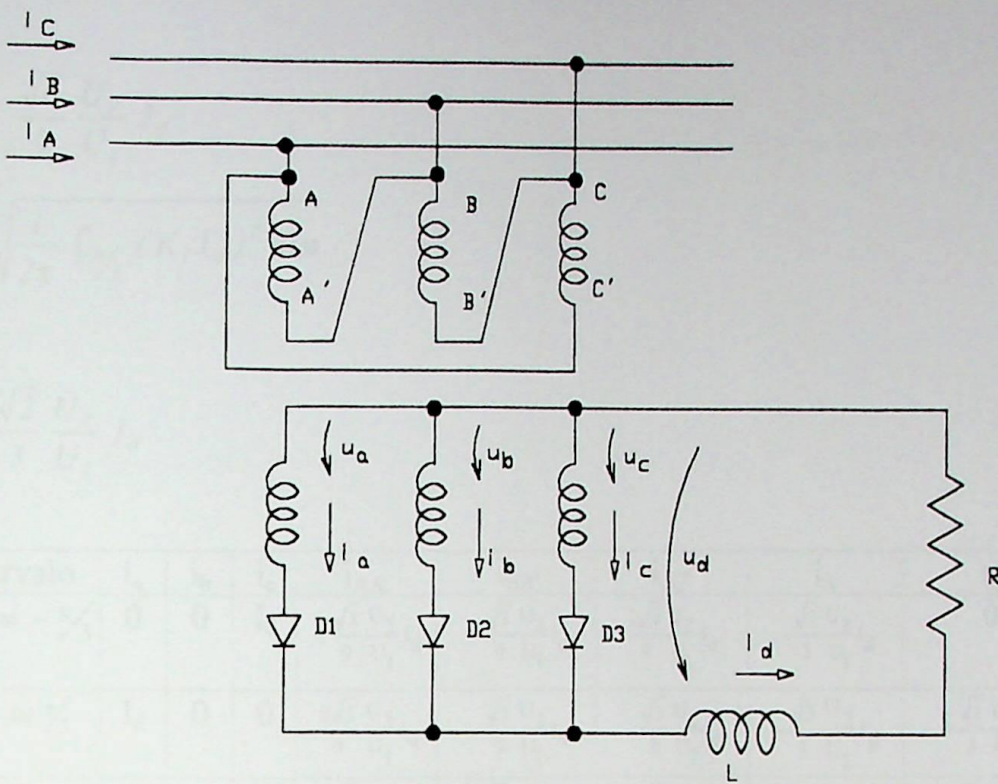 I C
I B
I A
A B C
A' B' C'
u a u b u c
i a i b i c u d
D1 D2 D3 R
I d
L